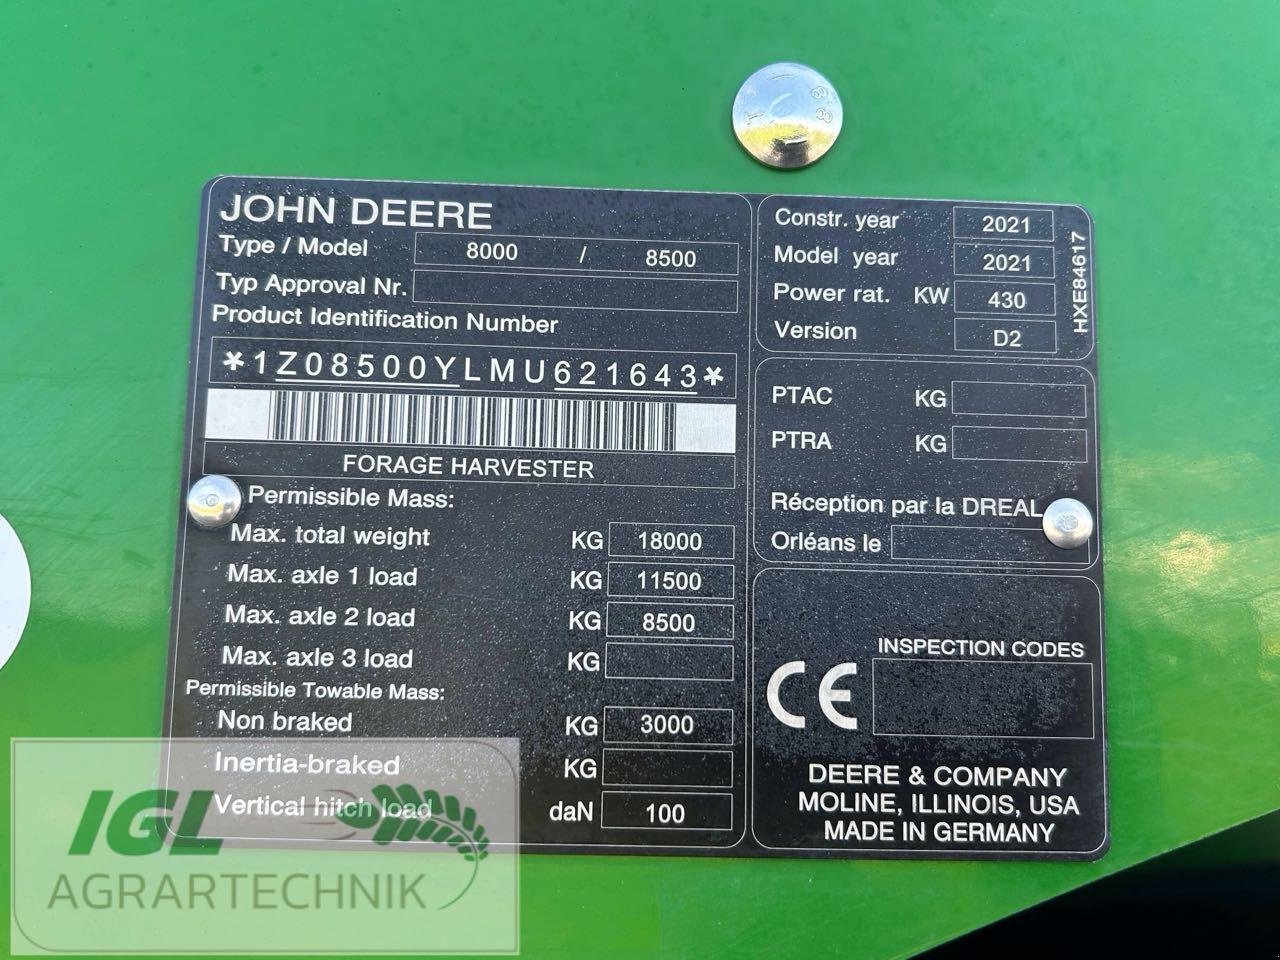 JOHN DEERE
Type / Model 8000 / 8500
Typ Approval Nr.
Product Identification Number
*1Z08500YLMU621643*
FORAGE HARVESTER
Permissible Mass:
Max. total weight KG 18000
Max. axle 1 load KG 11500
Max. axle 2 load KG 8500
Max. axle 3 load KG
Permissible Towable Mass:
Non braked KG 3000
Inertia-braked KG
Vertical hitch load daN 100
Constr. year 2021
Model year 2021
Power rat. KW 430
Version D2
HXE84617
PTAC KG
PTRA KG
Réception par la DREAL
Orléans le
INSPECTION CODES
CE
DEERE & COMPANY
MOLINE, ILLINOIS, USA
MADE IN GERMANY
IGL
AGRARTECHNIK